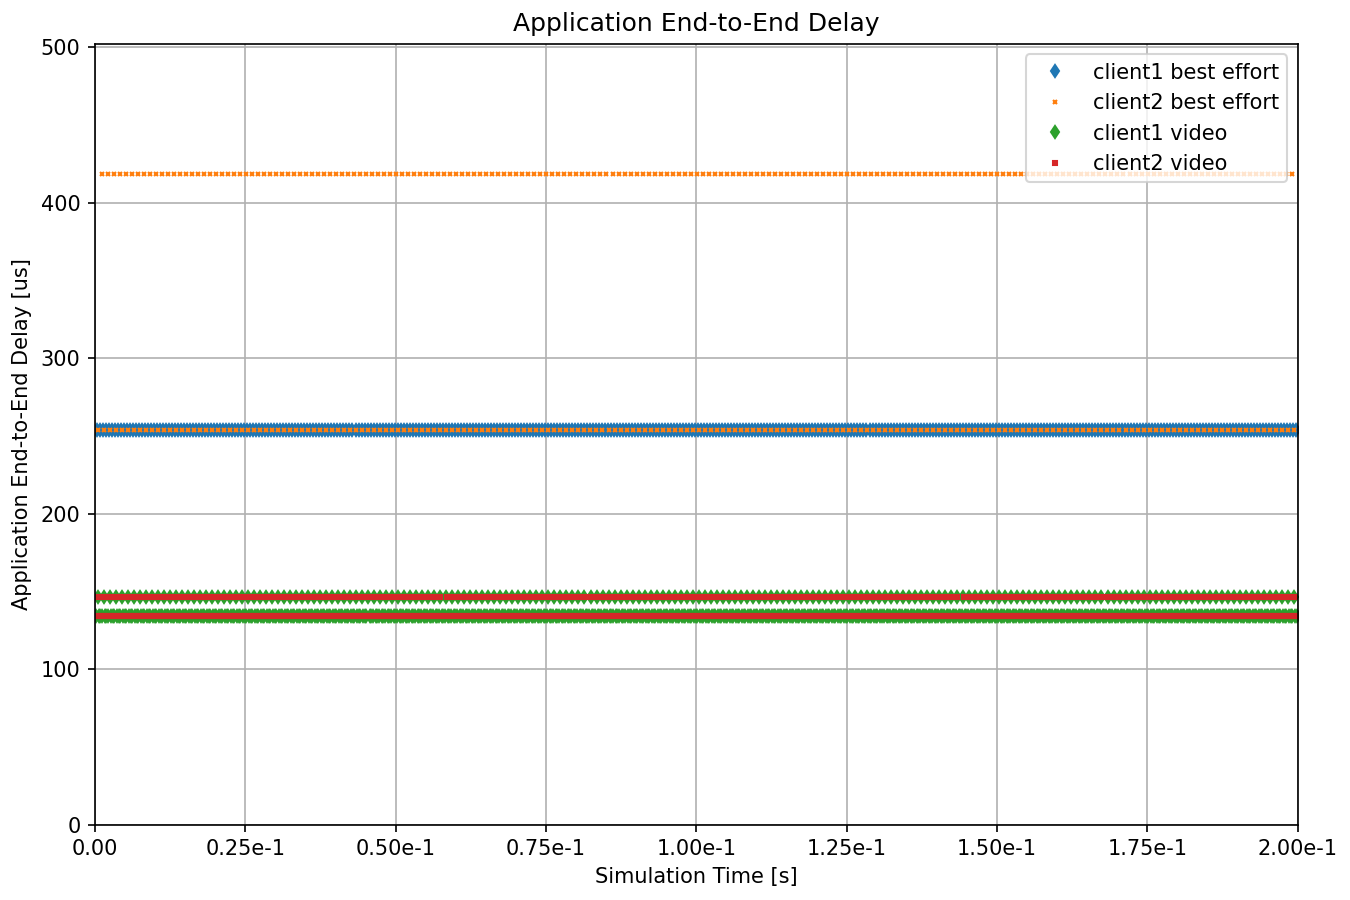 Application End-to-End Delay
client1 best effort
client2 best effort
client1 video
client2 video
Application End-to-End Delay [us]
500
400
300
200
100
0
0.00 0.25e-1 0.50e-1 0.75e-1 1.00e-1 1.25e-1 1.50e-1 1.75e-1 2.00e-1
Simulation Time [s]